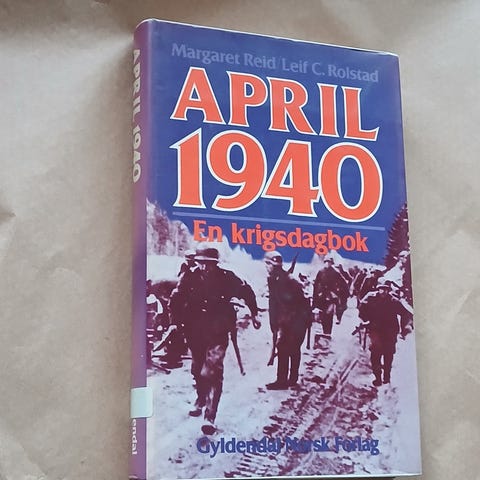 Margaret Reid/Leif C. Rolstad
APRIL
1940
En krigsdagbok
Gyldendal Norsk Forlag
APRIL 1940